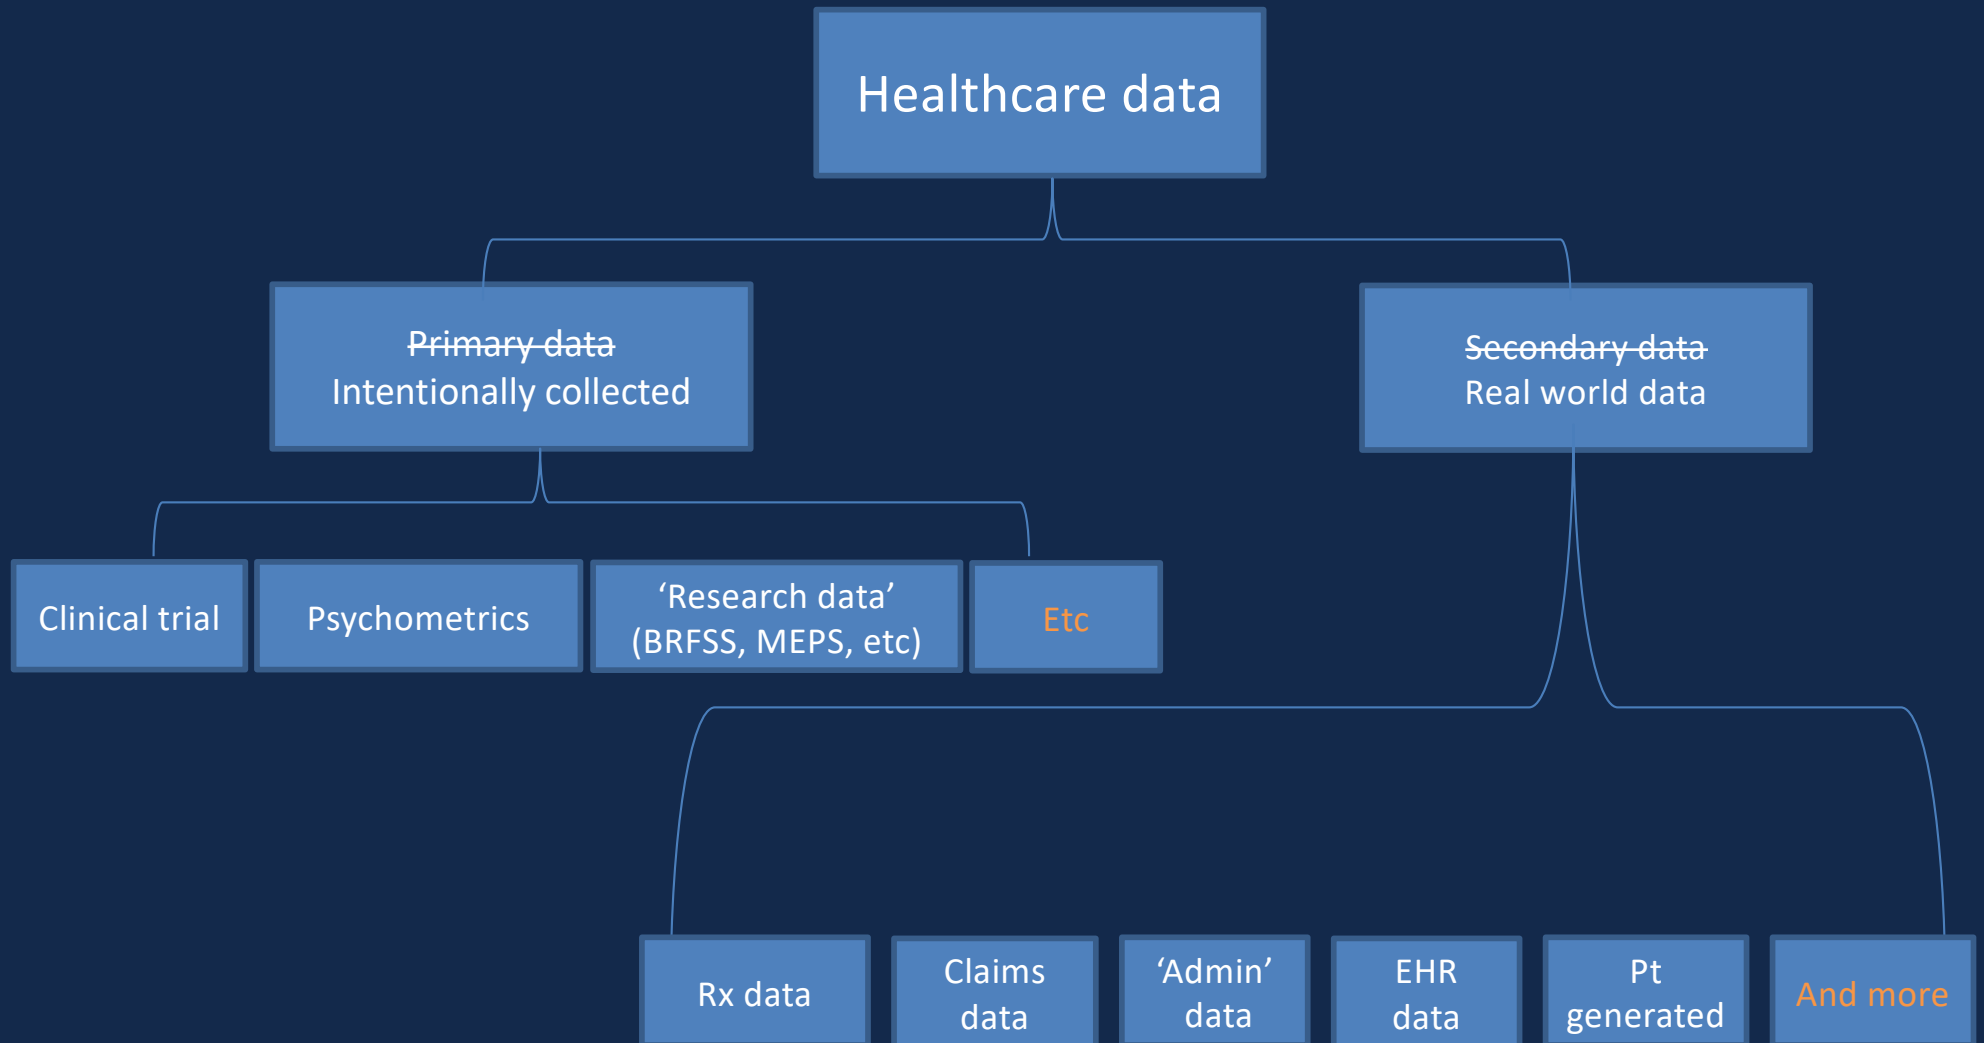 Healthcare data
Primary data
Intentionally collected
Secondary data
Real world data
Clinical trial
Psychometrics
‘Research data’
(BRFSS, MEPS, etc)
Etc
Rx data
Claims
data
‘Admin’
data
EHR
data
Pt
generated
And more